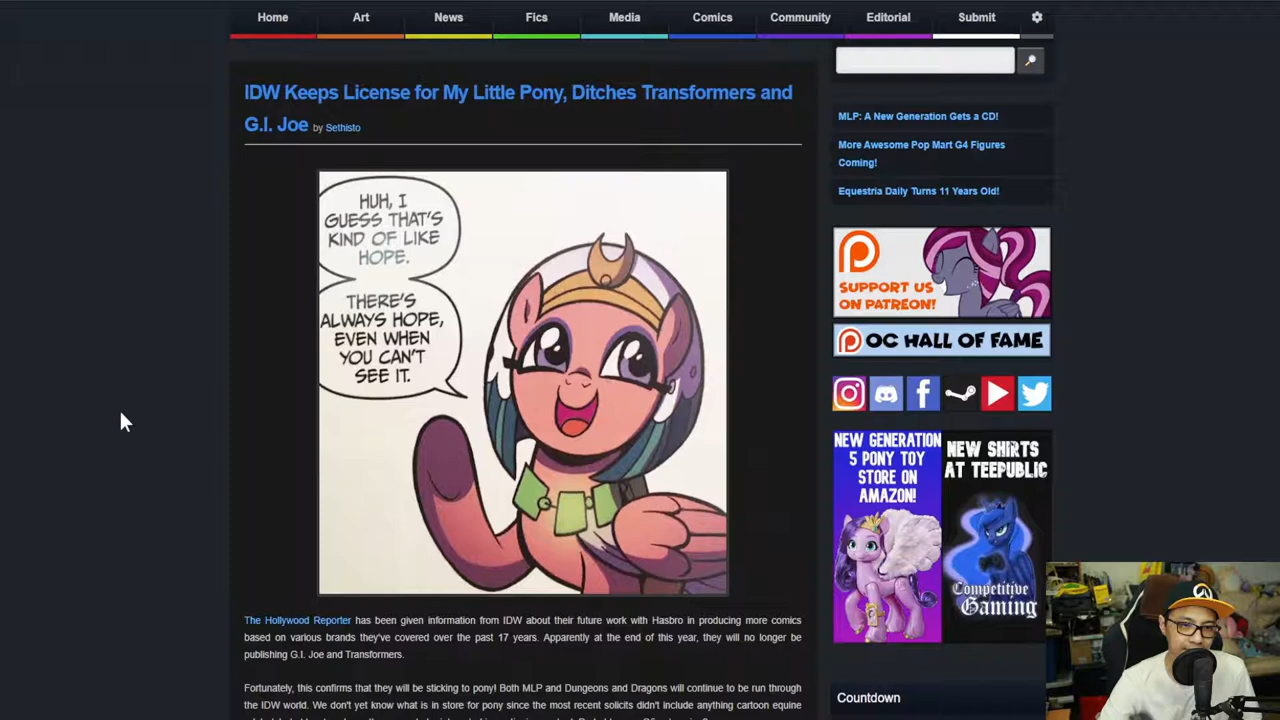 Home
Art
News
Fics
Media
Comics
Community
Editorial
Submit
IDW Keeps License for My Little Pony, Ditches Transformers and
G.I. Joe by Sethisto
HUH, I
GUESS THAT'S
KIND OF LIKE
HOPE.
THERE'S
ALWAYS HOPE,
EVEN WHEN
YOU CAN'T
SEE IT.
The Hollywood Reporter has been given information from IDW about their future work with Hasbro in producing more comics
based on various brands they've covered over the past 17 years. Apparently at the end of this year, they will no longer be
publishing G.I. Joe and Transformers.
Fortunately, this confirms that they will be sticking to pony! Both MLP and Dungeons and Dragons will continue to be run through
the IDW world. We don't yet know what is in store for pony since the most recent solicits didn't include anything cartoon equine
MLP: A New Generation Gets a CD!
More Awesome Pop Mart G4 Figures
Coming!
Equestria Daily Turns 11 Years Old!
SUPPORT US
ON PATREON!
OC HALL OF FAME
NEW GENERATION
5 PONY TOY
STORE ON
AMAZON!
NEW SHIRTS
AT TEEPUBLIC
Competitive
Gaming
Countdown